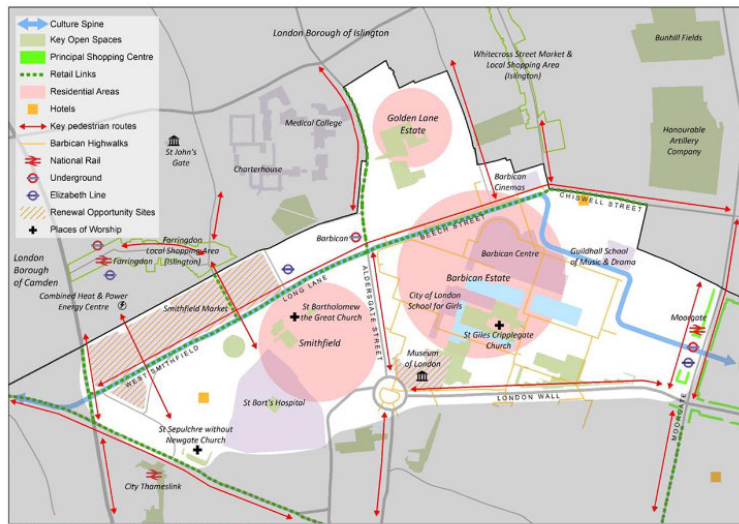 Culture Spine
Key Open Spaces
Principal Shopping Centre
Retail Links
Residential Areas
Hotels
Key pedestrian routes
Barbican Highwalks
National Rail
Underground
Elizabeth Line
Renewal Opportunity Sites
Places of Worship
London Borough of Islington
Whitecross Street Market &
Local Shopping Area
(Islington)
Bunhill Fields
Medical College
Golden Lane
Estate
Honourable
Artillery
Company
St John's
Gate
Charterhouse
Barbican
Cinemas
CHISWELL STREET
Farringdon
Local Shopping Area
(Islington)
Farringdon
Barbican
BEECH STREET
London
Borough
of Camden
Barbican Centre
Guildhall School
of Music & Drama
Barbican Estate
Combined Heat & Power
Energy Centre
Smithfield Market
LONG LANE
ALDERSGATE STREET
City of London
School for Girls
St Bartholomew
the Great Church
Smithfield
St Giles Cripplegate
Church
Moorgate
WEST SMITHFIELD
Museum
of London
LONDON WALL
St Bart's Hospital
MOORGATE
St Sepulchre without
Newgate Church
City Thameslink